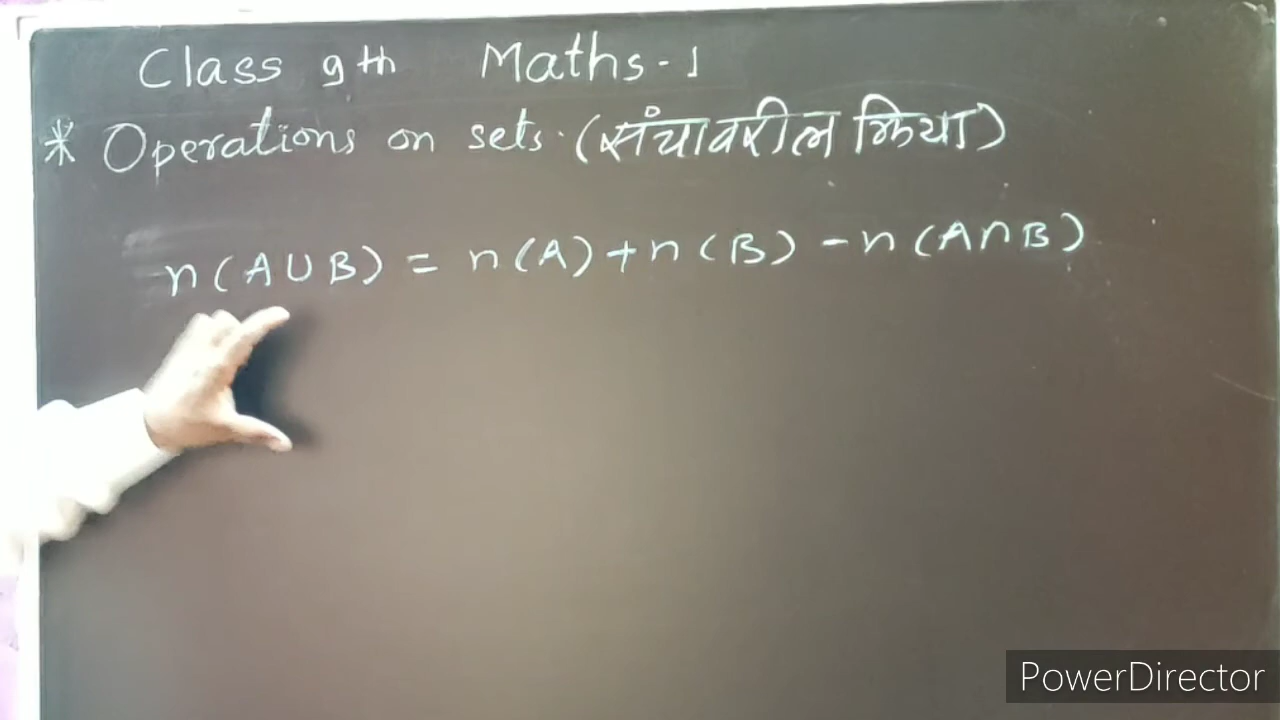 Class 9th Maths-1
* Operations on sets. (संचावरील क्रिया)
n(A∪B) = n(A)+n(B) -n(A∩B)
PowerDirector